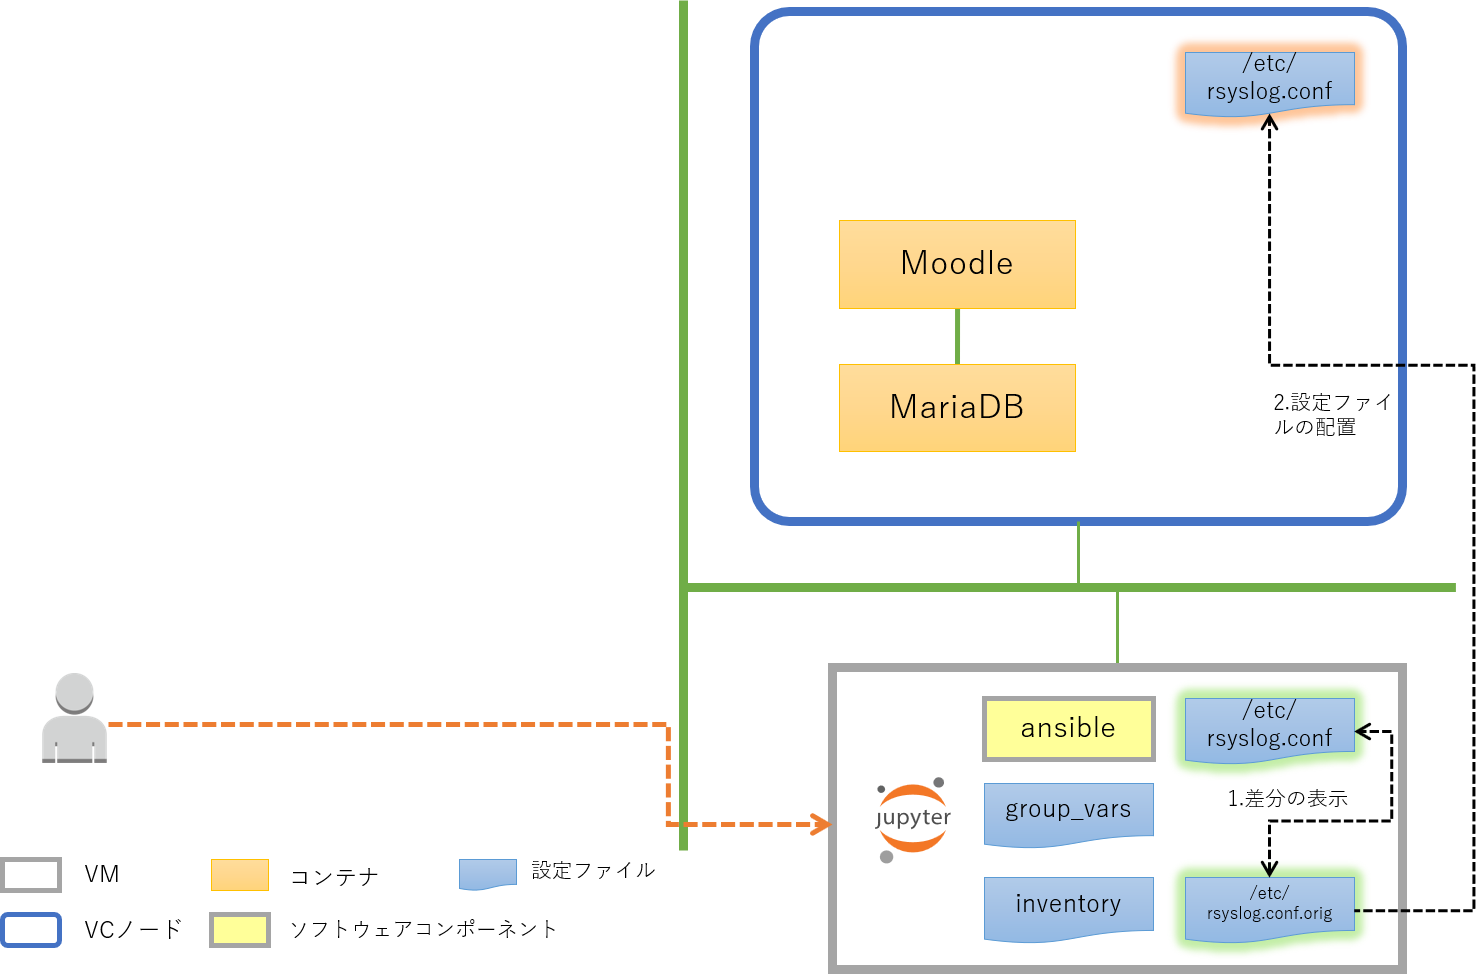 /etc/
rsyslog.conf
Moodle
MariaDB
2.設定ファイ
ルの配置
ansible
/etc/
rsyslog.conf
group_vars
1.差分の表示
jupyter
inventory
/etc/
rsyslog.conf.orig
VM
コンテナ
設定ファイル
VCノード
ソフトウェアコンポーネント